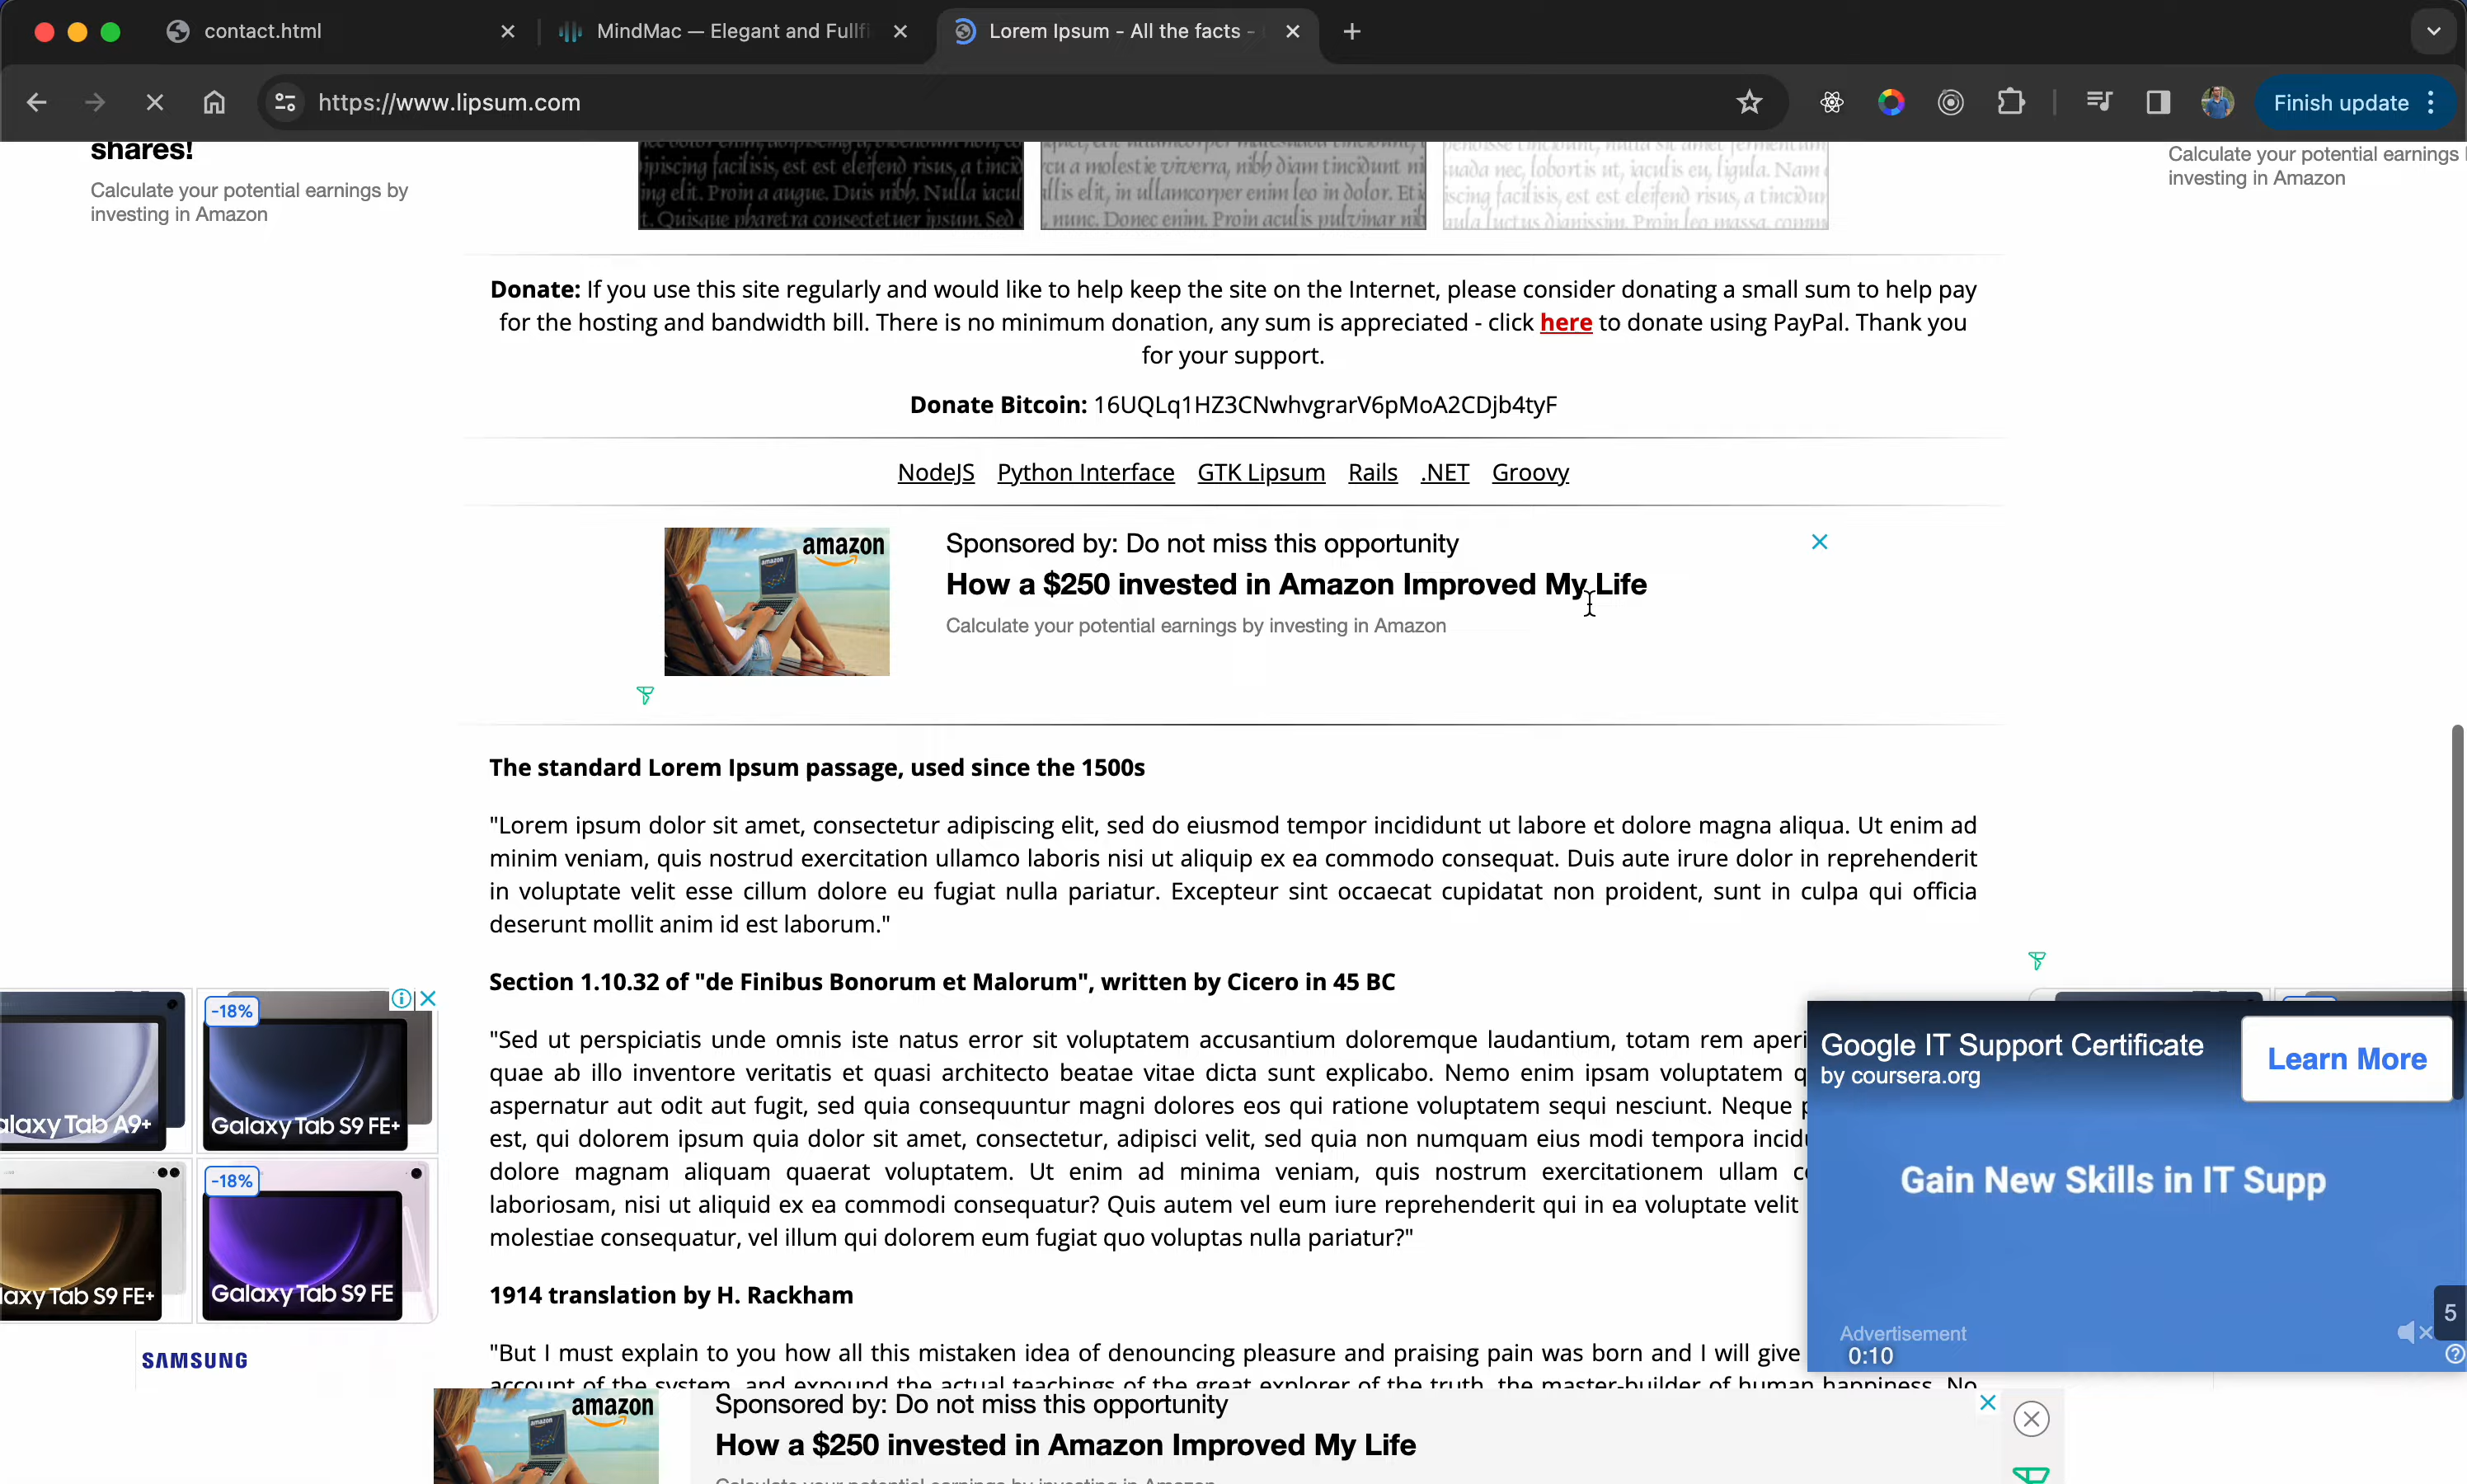 contact.html
MindMac — Elegant and Fullfi
Lorem Ipsum - All the facts -
https://www.lipsum.com
Finish update
shares!
Calculate your potential earnings by
investing in Amazon
Calculate your potential earnings
investing in Amazon
Donate: If you use this site regularly and would like to help keep the site on the Internet, please consider donating a small sum to help pay
for the hosting and bandwidth bill. There is no minimum donation, any sum is appreciated - click here to donate using PayPal. Thank you
for your support.
Donate Bitcoin: 16UQLq1HZ3CNwhvgrarV6pMoA2CDjb4tyF
NodeJS Python Interface GTK Lipsum Rails .NET Groovy
amazon
Sponsored by: Do not miss this opportunity
How a $250 invested in Amazon Improved My Life
Calculate your potential earnings by investing in Amazon
The standard Lorem Ipsum passage, used since the 1500s
"Lorem ipsum dolor sit amet, consectetur adipiscing elit, sed do eiusmod tempor incididunt ut labore et dolore magna aliqua. Ut enim ad
minim veniam, quis nostrud exercitation ullamco laboris nisi ut aliquip ex ea commodo consequat. Duis aute irure dolor in reprehenderit
in voluptate velit esse cillum dolore eu fugiat nulla pariatur. Excepteur sint occaecat cupidatat non proident, sunt in culpa qui officia
deserunt mollit anim id est laborum."
Section 1.10.32 of "de Finibus Bonorum et Malorum", written by Cicero in 45 BC
"Sed ut perspiciatis unde omnis iste natus error sit voluptatem accusantium doloremque laudantium, totam rem aperi
quae ab illo inventore veritatis et quasi architecto beatae vitae dicta sunt explicabo. Nemo enim ipsam voluptatem q
aspernatur aut odit aut fugit, sed quia consequuntur magni dolores eos qui ratione voluptatem sequi nesciunt. Neque p
est, qui dolorem ipsum quia dolor sit amet, consectetur, adipisci velit, sed quia non numquam eius modi tempora incidu
dolore magnam aliquam quaerat voluptatem. Ut enim ad minima veniam, quis nostrum exercitationem ullam co
laboriosam, nisi ut aliquid ex ea commodi consequatur? Quis autem vel eum iure reprehenderit qui in ea voluptate velit
molestiae consequatur, vel illum qui dolorem eum fugiat quo voluptas nulla pariatur?"
1914 translation by H. Rackham
"But I must explain to you how all this mistaken idea of denouncing pleasure and praising pain was born and I will give
account of the system, and expound the actual teachings of the great explorer of the truth, the master-builder of human happiness. No
-18%
alaxy Tab A9+
Galaxy Tab S9 FE+
-18%
laxy Tab S9 FE+
Galaxy Tab S9 FE
SAMSUNG
Google IT Support Certificate
by coursera.org
Learn More
Gain New Skills in IT Supp
Advertisement
0:10
5
amazon
Sponsored by: Do not miss this opportunity
How a $250 invested in Amazon Improved My Life